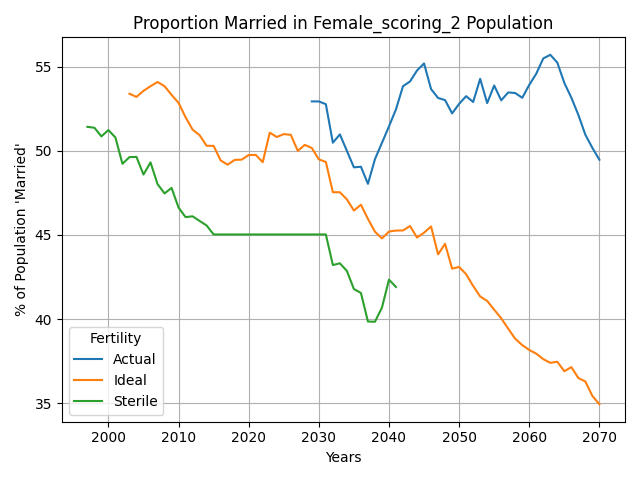 Proportion Married in Female_scoring_2 Population
% of Population 'Married'
55
50
45
40
35
Fertility
Actual
Ideal
Sterile
2000 2010 2020 2030 2040 2050 2060 2070
Years